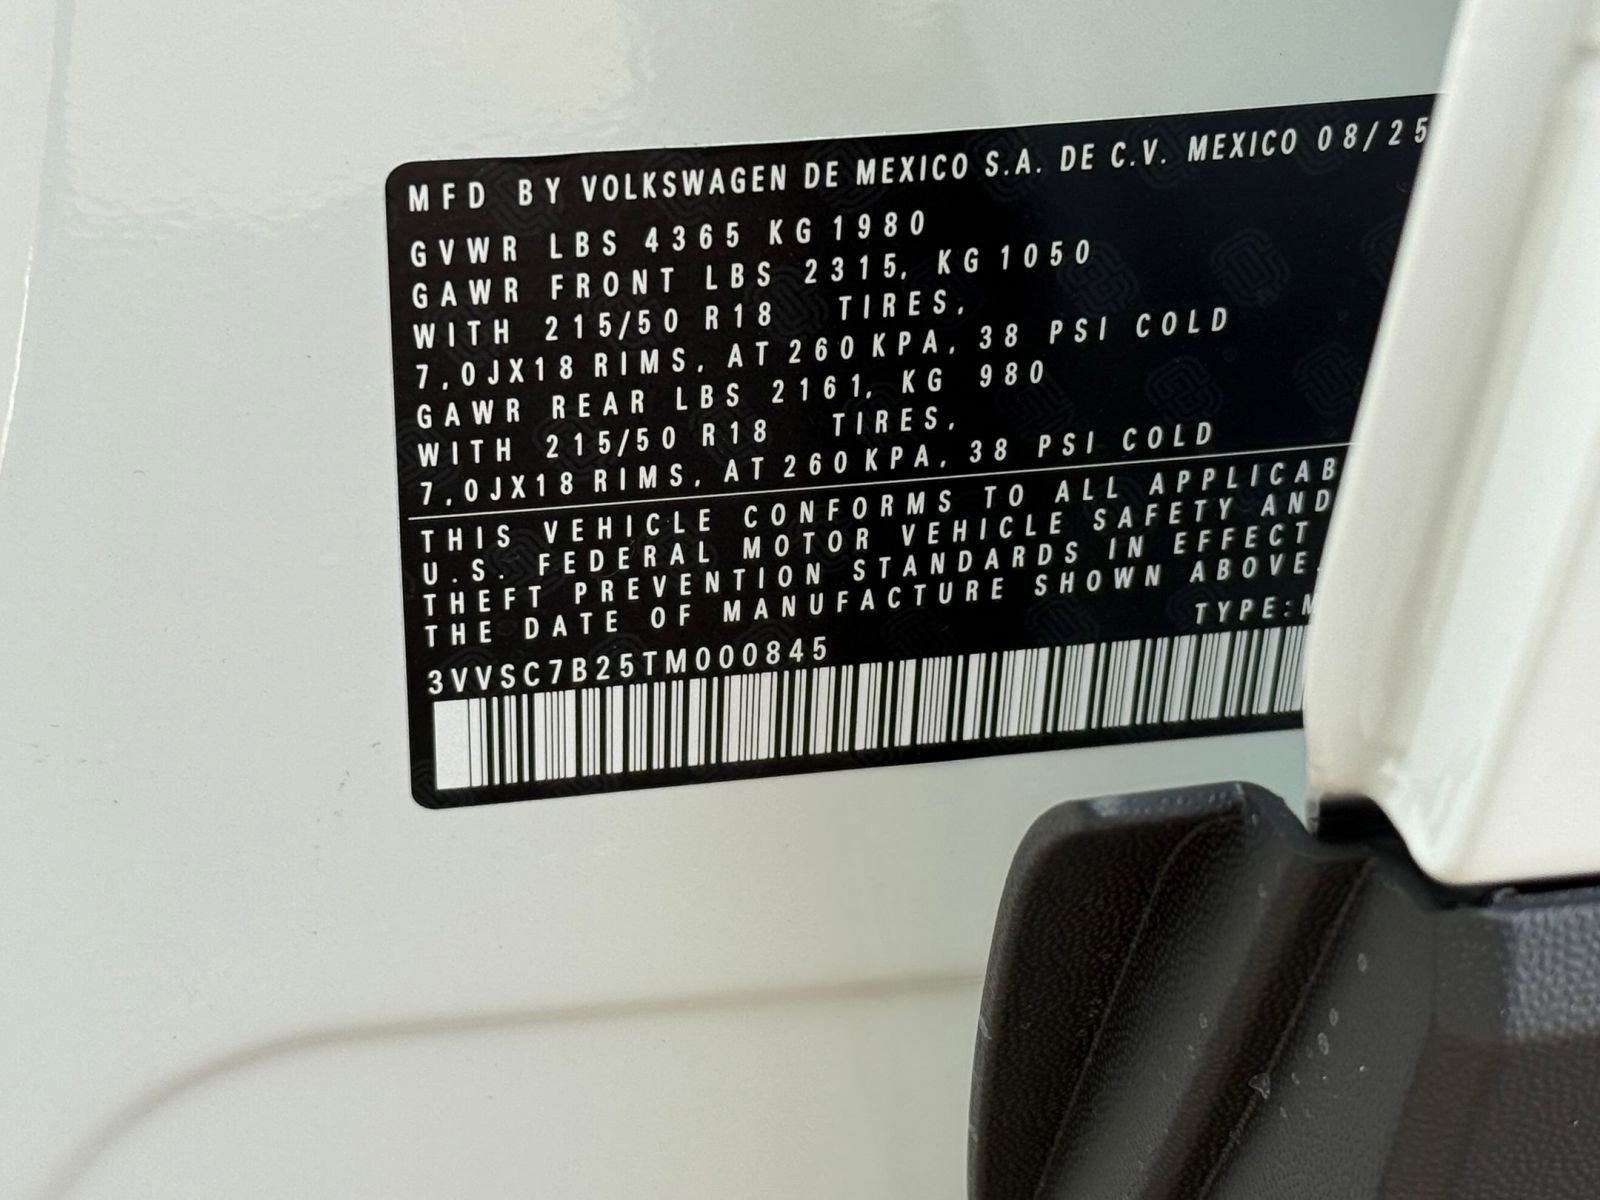 MFD BY VOLKSWAGEN DE MEXICO S.A. DE C.V. MEXICO 08/25
GVWR LBS 4365 KG 1980
GAWR FRONT LBS 2315, KG 1050
WITH 215/50 R18 TIRES,
7,0JX18 RIMS, AT 260 KPA, 38 PSI COLD
GAWR REAR LBS 2161, KG 980
WITH 215/50 R18 TIRES,
7,0JX18 RIMS, AT 260 KPA, 38 PSI COLD
THIS VEHICLE CONFORMS TO ALL APPLICAB
U.S. FEDERAL MOTOR VEHICLE SAFETY AND
THEFT PREVENTION STANDARDS IN EFFECT
THE DATE OF MANUFACTURE SHOWN ABOVE.
TYPE:
3VVSC7B25TM000845